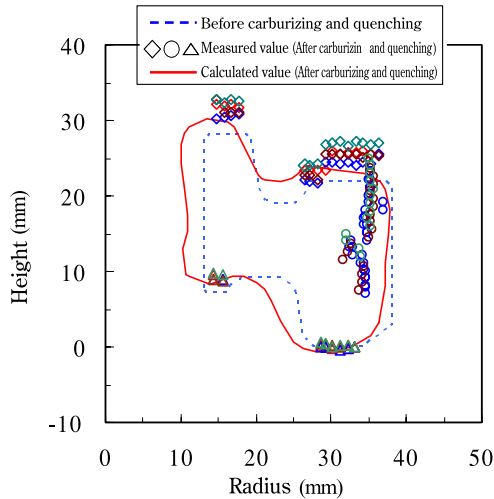 Before carburizing and quenching
Measured value (After carburizin and quenching)
Calculated value (After carburizing and quenching)
40
30
20
10
0
-10
Height (mm)
0 10 20 30 40 50
Radius (mm)